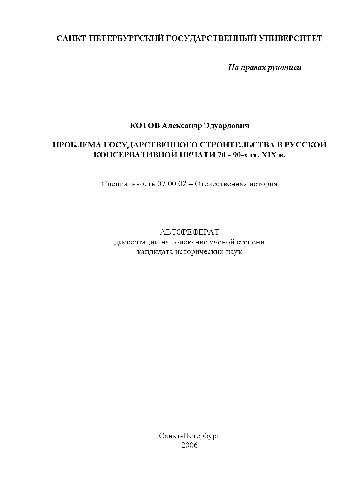 САНКТ-ПЕТЕРБУРГСКИЙ ГОСУДАРСТВЕННЫЙ УНИВЕРСИТЕТ
На правах рукописи
КОТОВ Александр Эдуардович
ПРОБЛЕМА ГОСУДАРСТВЕННОГО СТРОИТЕЛЬСТВА В РУССКОЙ
КОНСЕРВАТИВНОЙ ПЕЧАТИ 70 – 90-х гг. XIX в.
Специальность 07.00.02 – Отечественная история
АВТОРЕФЕРАТ
диссертации на соискание ученой степени
кандидата исторических наук
Санкт-Петербург
2006